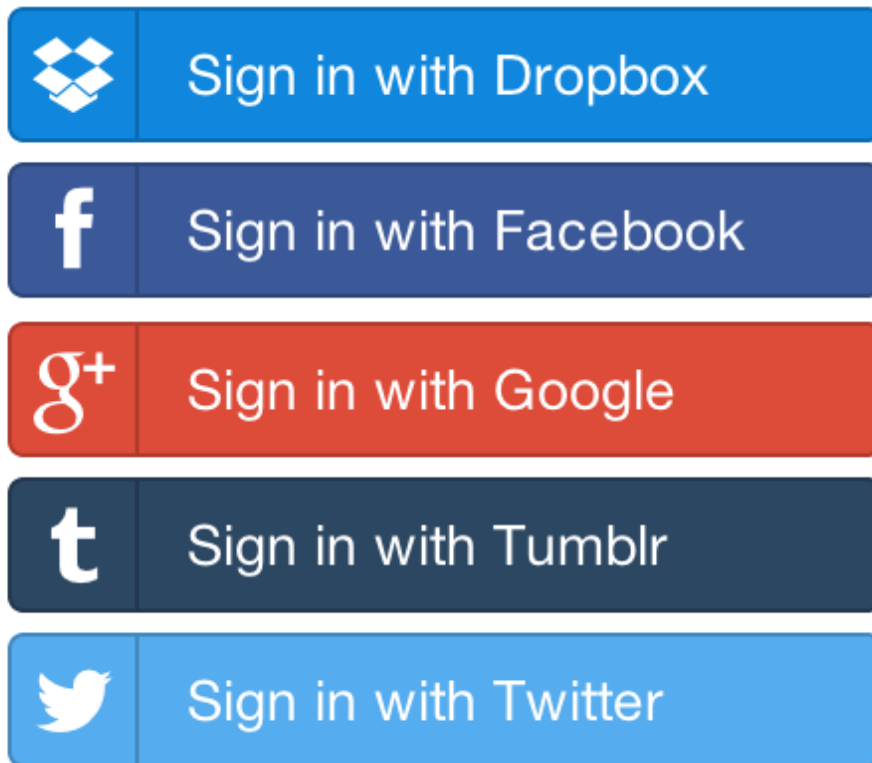 Sign in with Dropbox
f Sign in with Facebook
g+ Sign in with Google
t Sign in with Tumblr
Sign in with Twitter